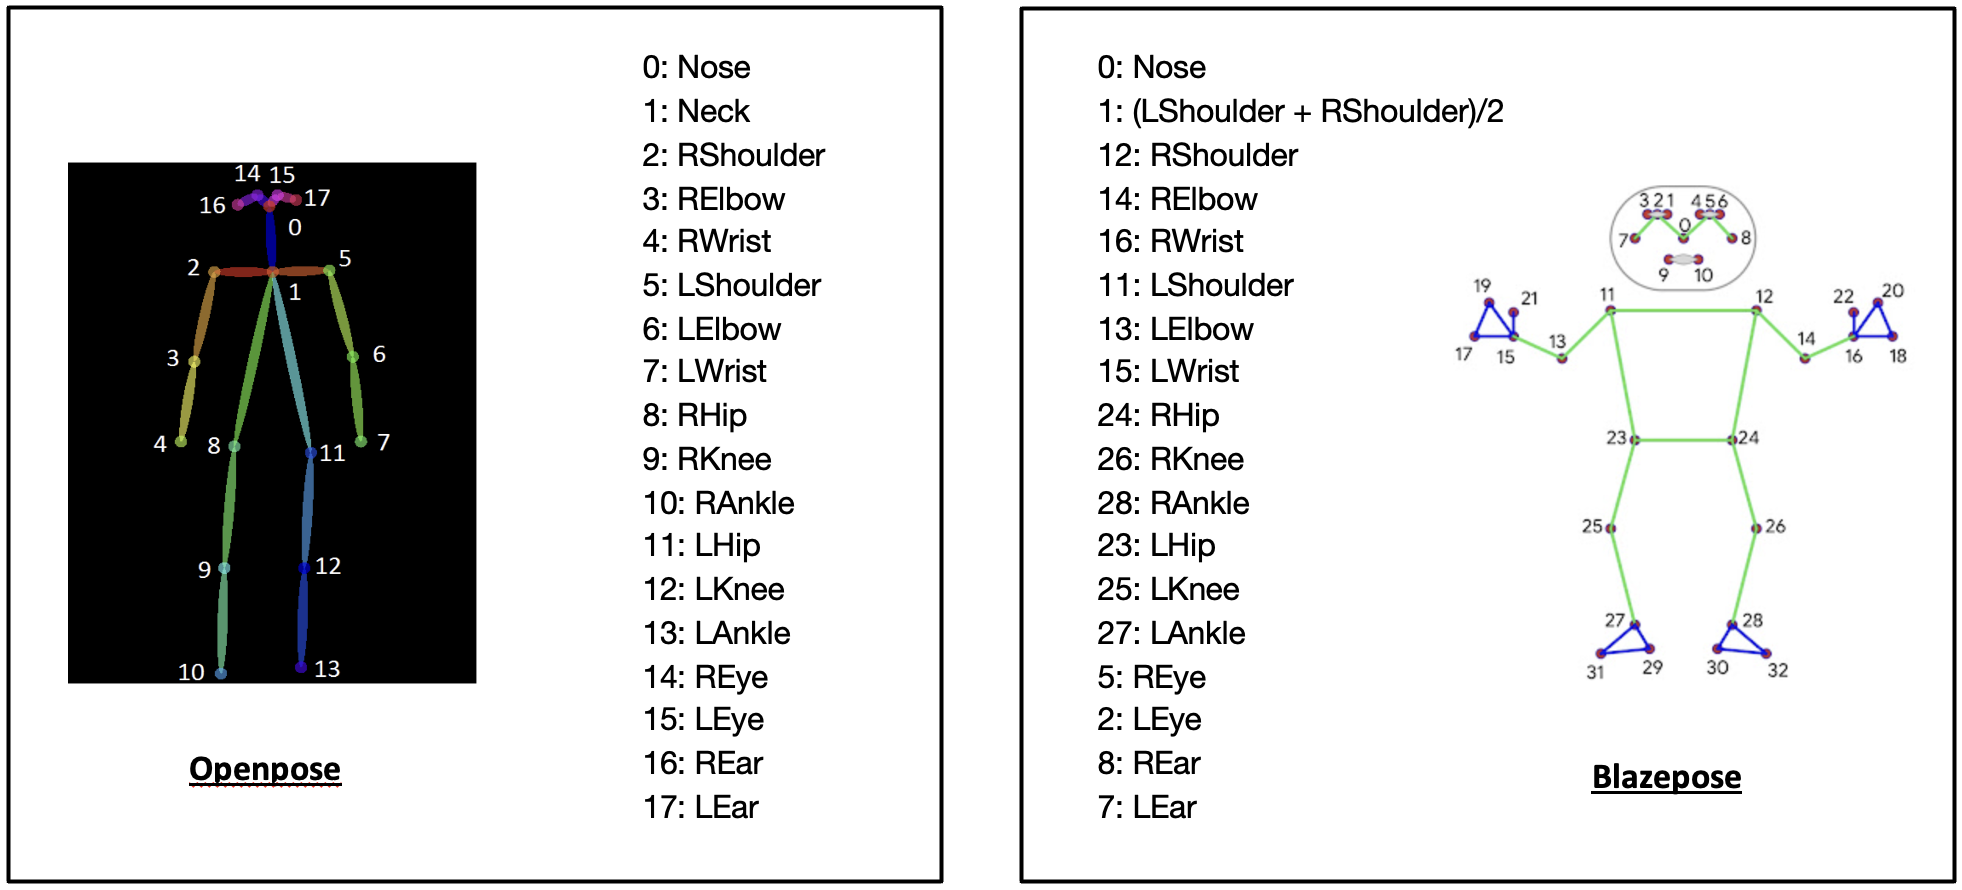 0: Nose
1: Neck
2: RShoulder
3: RElbow
4: RWrist
5: LShoulder
6: LElbow
7: LWrist
8: RHip
9: RKnee
10: RAnkle
11: LHip
12: LKnee
13: LAnkle
14: REye
15: LEye
16: REar
17: LEar
14 15
16 17
0
2 5
1
3 6
4 8 11 7
9 12
10 13
Openpose
0: Nose
1: (LShoulder + RShoulder)/2
12: RShoulder
14: RElbow
16: RWrist
11: LShoulder
13: LElbow
15: LWrist
24: RHip
26: RKnee
28: RAnkle
23: LHip
25: LKnee
27: LAnkle
5: REye
2: LEye
8: REar
7: LEar
3 2 1 4 5 6
0
7 8
9 10
19 21 11 12 22 20
13 14
17 15 16 18
23 24
25 26
27 28
31 29 30 32
Blazepose